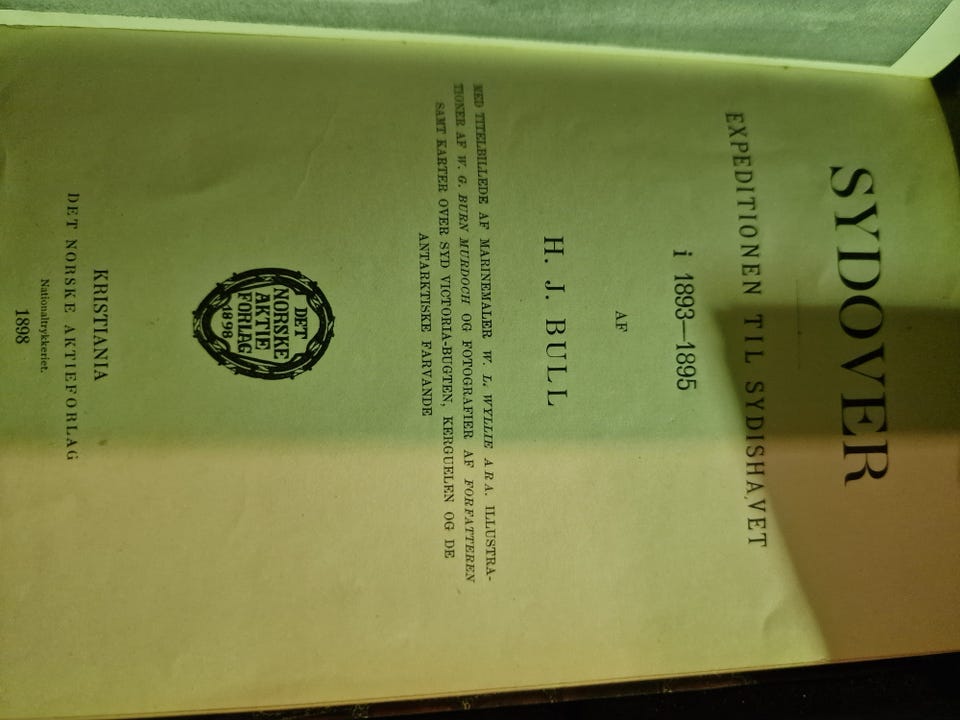 SYDOVER
EXPEDITIONEN TIL SYDISHAVET
i 1893—1895
AF
H. J. BULL
MED TITELBILLEDE AF MARINEMALER W. L. WYLLIE A R A. ILLUSTRA-
TIONER AF W. G. BURN MURDOCH OG FOTOGRAFIER AF FORFATTEREN
SAMT KARTER OVER SYD VICTORIA-BUGTEN, KERGUELEN OG DE
ANTARKTISKE FARVANDE
DET
NORSKE
AKTIE
FORLAG
1898
KRISTIANIA
DET NORSKE AKTIEFORLAG
Nationaltrykkeriet.
1898